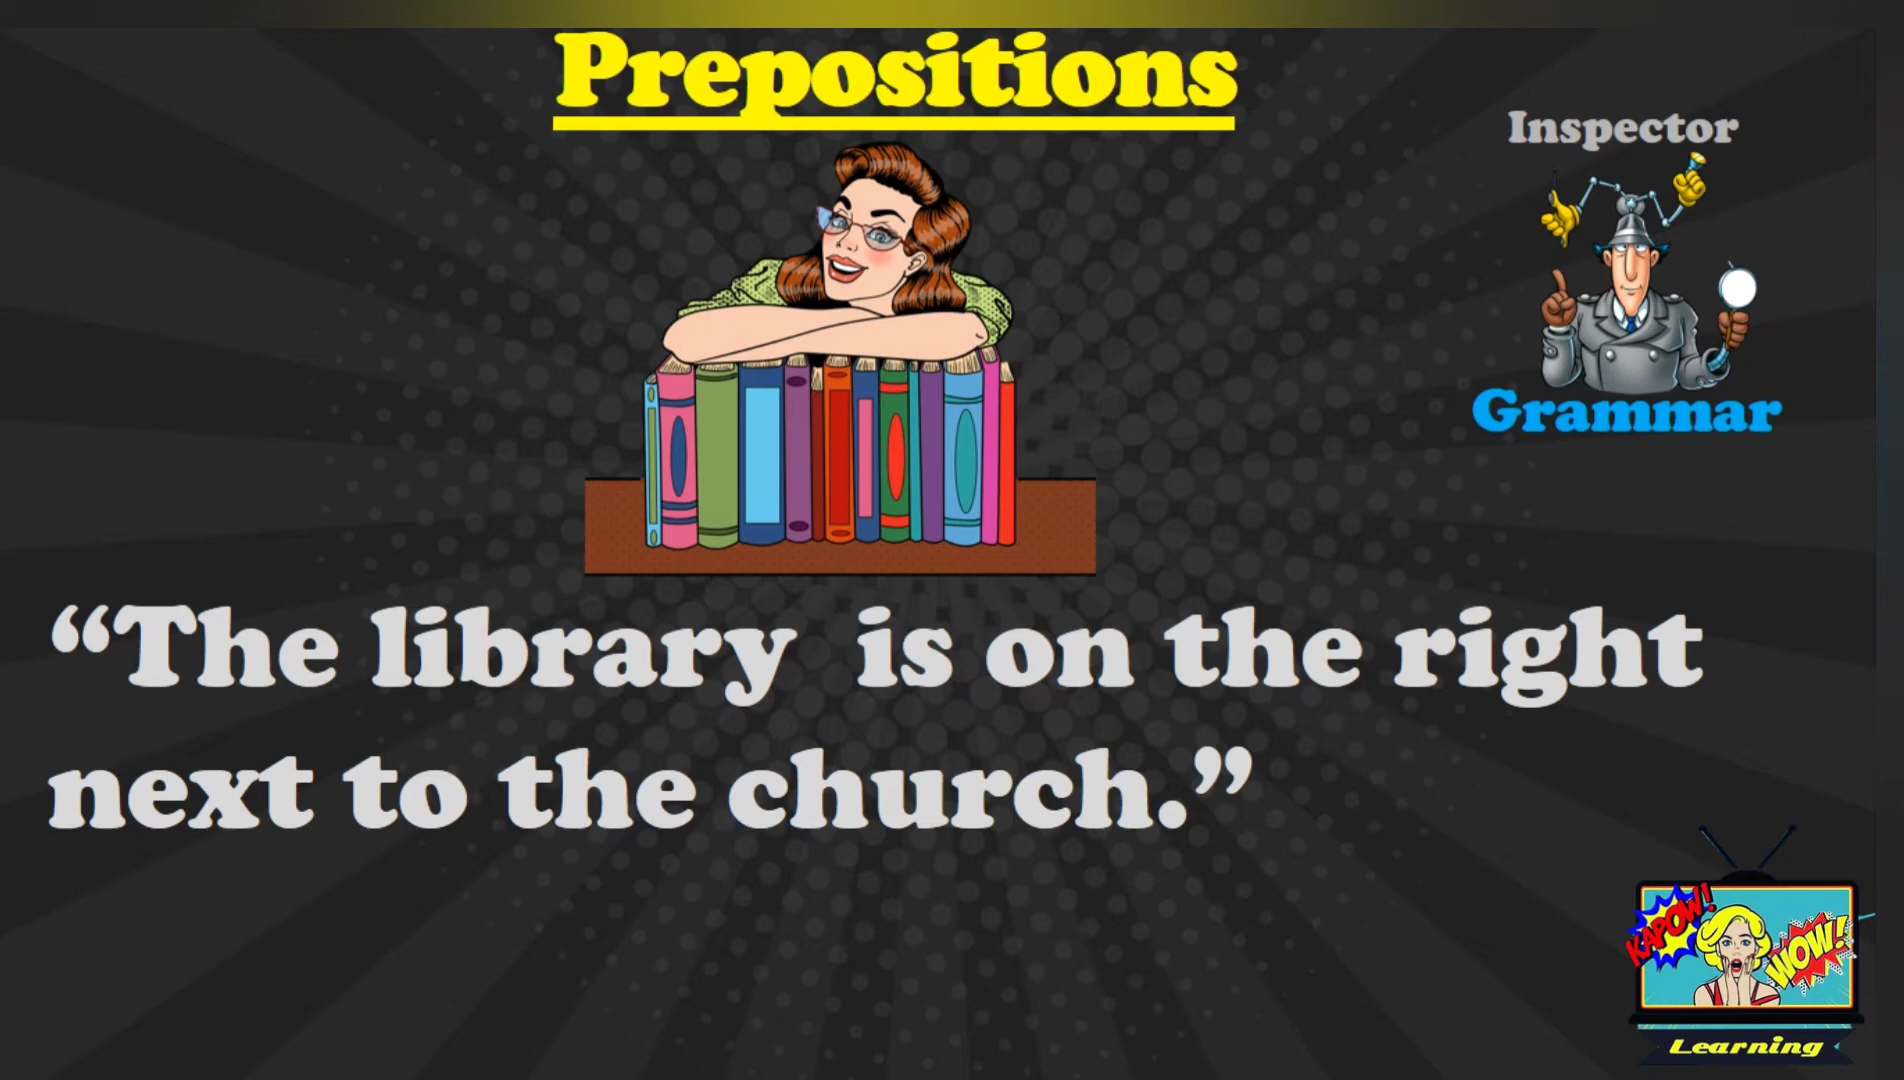 Prepositions
Inspector
Grammar
“The library is on the right
next to the church.”
KAPOW!
WOW!
Learning